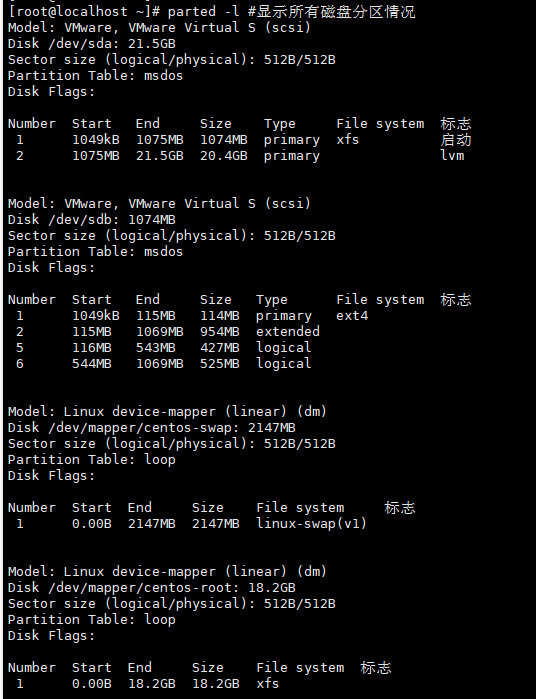 [root@localhost ~]# parted -l #显示所有磁盘分区情况
Model: VMware, VMware Virtual S (scsi)
Disk /dev/sda: 21.5GB
Sector size (logical/physical): 512B/512B
Partition Table: msdos
Disk Flags:
Number  Start   End     Size    Type     File system  标志
 1      1049kB  1075MB  1074MB  primary  xfs          启动
 2      1075MB  21.5GB  20.4GB  primary               lvm
Model: VMware, VMware Virtual S (scsi)
Disk /dev/sdb: 1074MB
Sector size (logical/physical): 512B/512B
Partition Table: msdos
Disk Flags:
Number  Start   End     Size   Type      File system  标志
 1      1049kB  115MB   114MB  primary   ext4
 2      115MB   1069MB  954MB  extended
 5      116MB   543MB   427MB  logical
 6      544MB   1069MB  525MB  logical
Model: Linux device-mapper (linear) (dm)
Disk /dev/mapper/centos-swap: 2147MB
Sector size (logical/physical): 512B/512B
Partition Table: loop
Disk Flags:
Number  Start  End     Size    File system     标志
 1      0.00B  2147MB  2147MB  linux-swap(v1)
Model: Linux device-mapper (linear) (dm)
Disk /dev/mapper/centos-root: 18.2GB
Sector size (logical/physical): 512B/512B
Partition Table: loop
Disk Flags:
Number  Start  End     Size    File system  标志
 1      0.00B  18.2GB  18.2GB  xfs